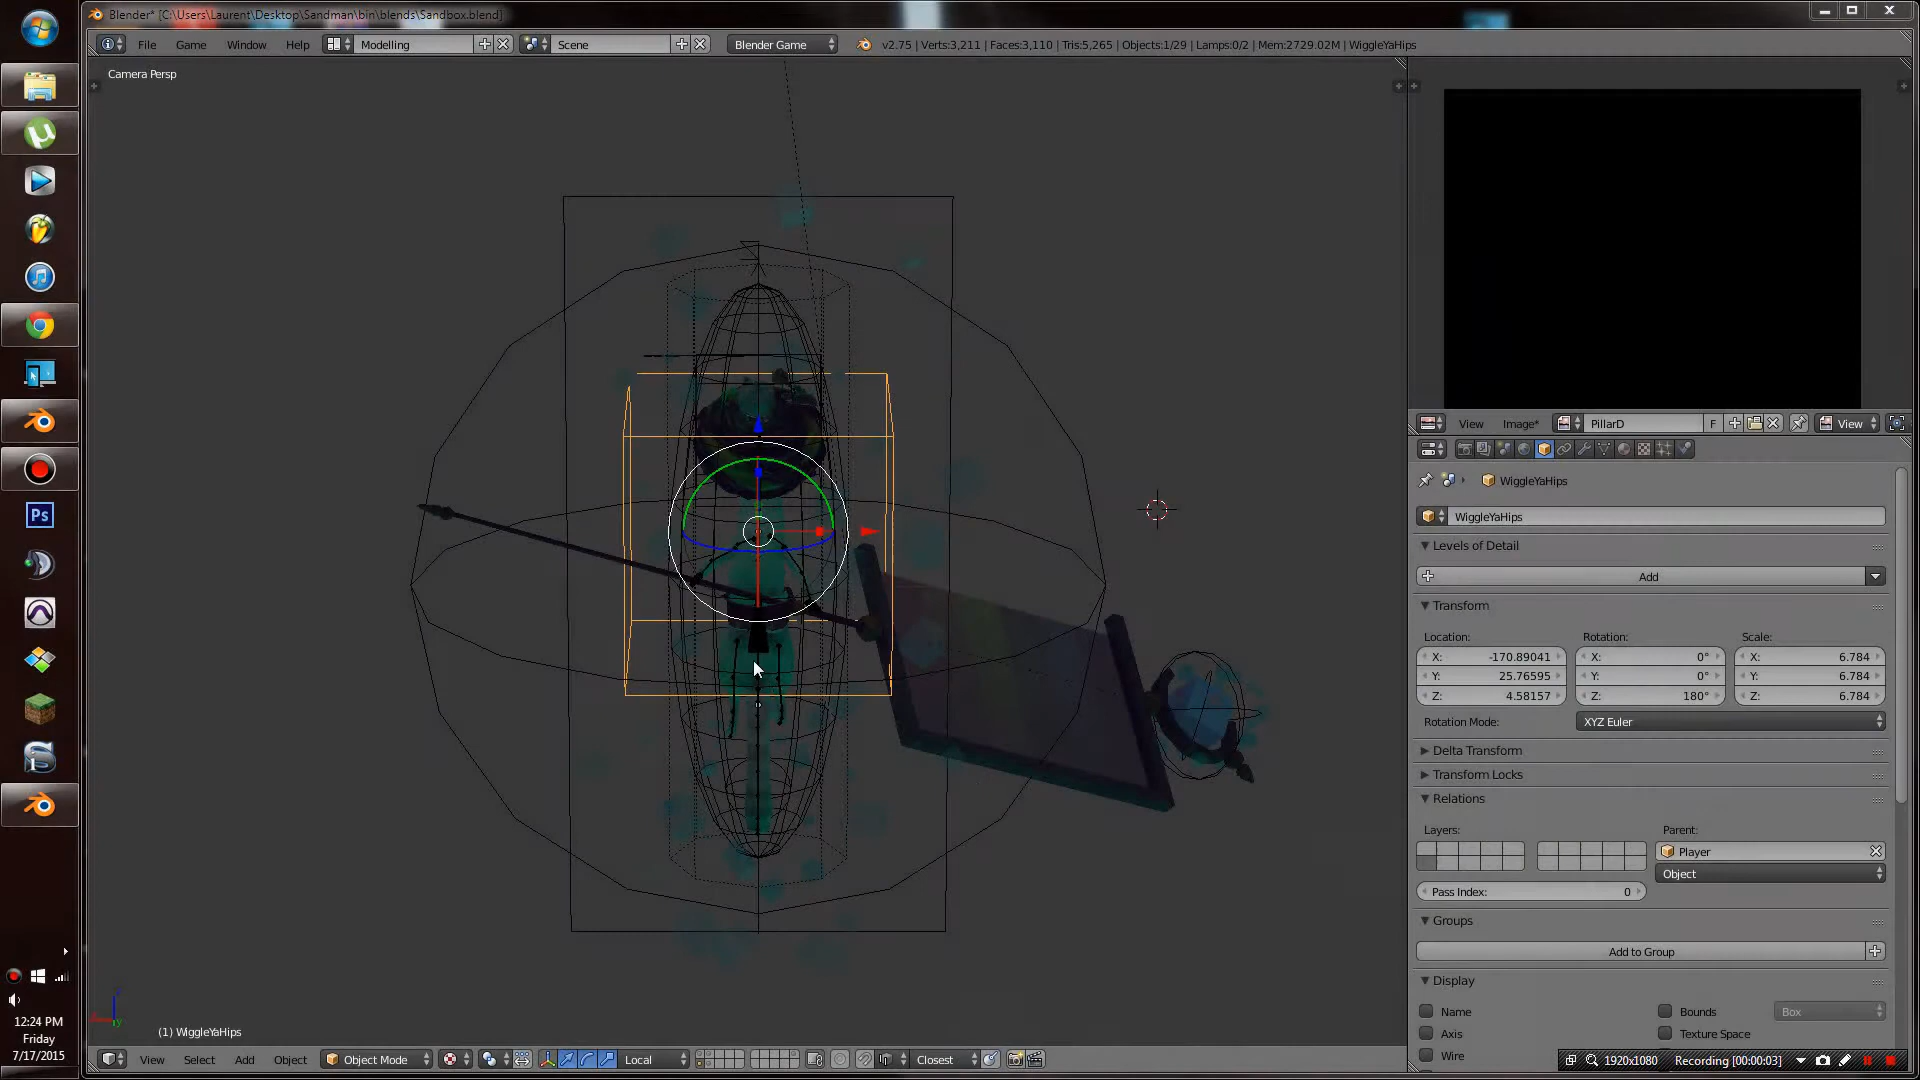 Blender* [C:\Users\Laurent\Desktop\Sandman\bin\blends\Sandbox.blend]
File Game Window Help Modelling Scene Blender Game v2.75 | Verts:3,211 | Faces:3,110 | Tris:5,265 | Objects:1/29 | Lamps:0/2 | Mem:2729.02M | WiggleYaHips
Camera Persp
View Image* PillarD F View
WiggleYaHips
WiggleYaHips
Levels of Detail
Add
Transform
Location: Rotation: Scale:
X: -170.89041 X: 0° X: 6.784
Y: 25.76595 Y: 0° Y: 6.784
Z: 4.58157 Z: 180° Z: 6.784
Rotation Mode: XYZ Euler
Delta Transform
Transform Locks
Relations
Layers: Parent:
Player
Object
Pass Index: 0
Groups
Add to Group
Display
Name Bounds Box
Axis Texture Space
Wire
1920x1080 Recording [00:00:03]
(1) WiggleYaHips
View Select Add Object Object Mode Local Closest
Ps
12:24 PM
Friday
7/17/2015